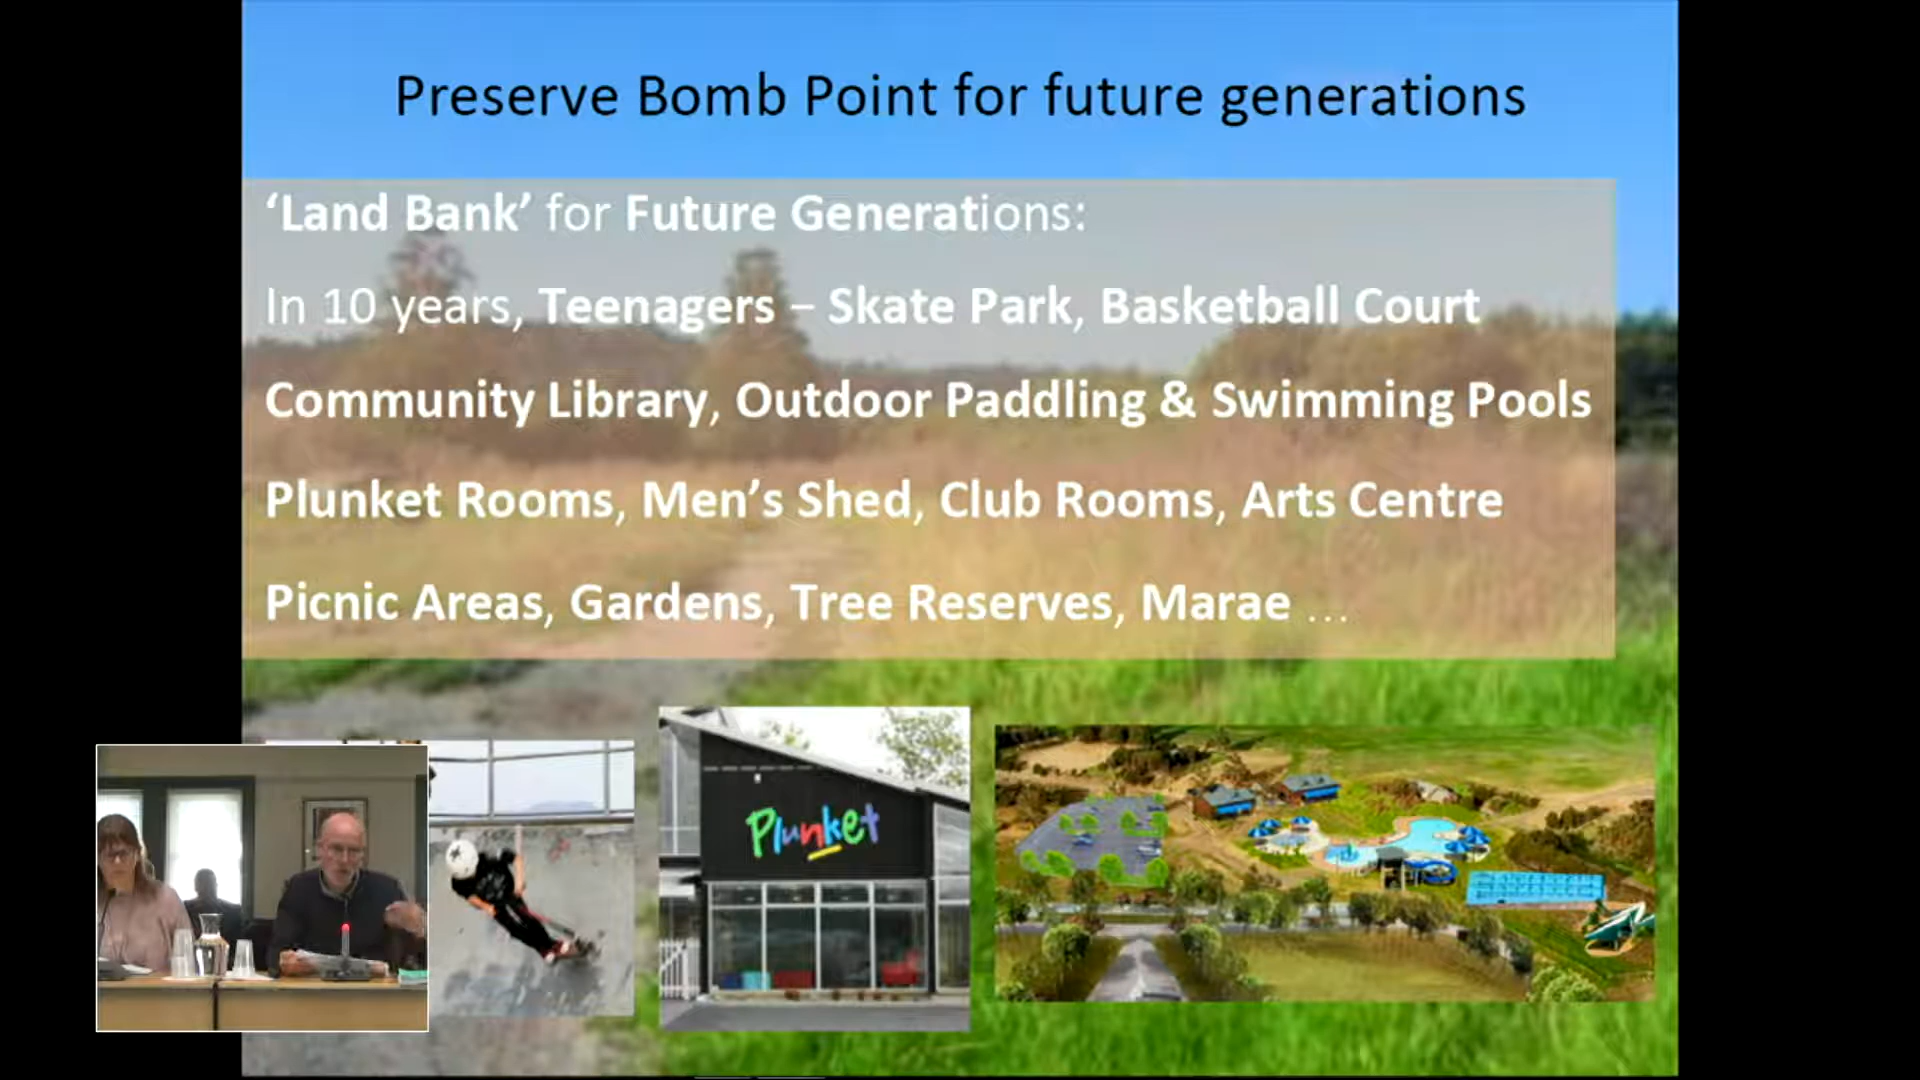 Preserve Bomb Point for future generations
‘Land Bank’ for Future Generations:
In 10 years, Teenagers – Skate Park, Basketball Court
Community Library, Outdoor Paddling & Swimming Pools
Plunket Rooms, Men’s Shed, Club Rooms, Arts Centre
Picnic Areas, Gardens, Tree Reserves, Marae ...
Plunket